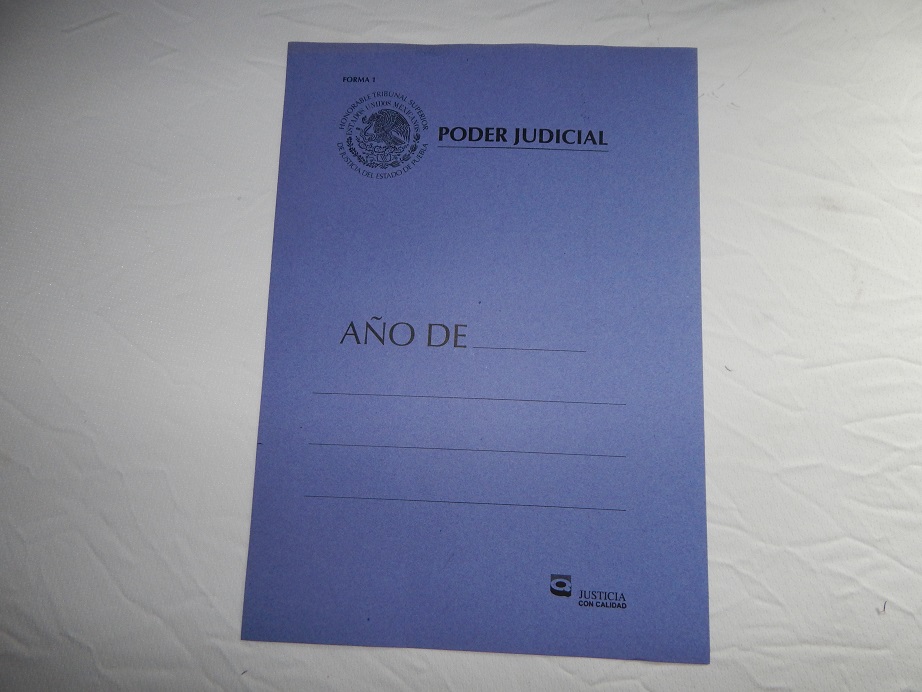 FORMA 1
HONORABLE TRIBUNAL SUPERIOR
ESTADOS UNIDOS MEXICANOS
DE JUSTICIA DEL ESTADO DE PUEBLA
PODER JUDICIAL
AÑO DE
JUSTICIA
CON CALIDAD